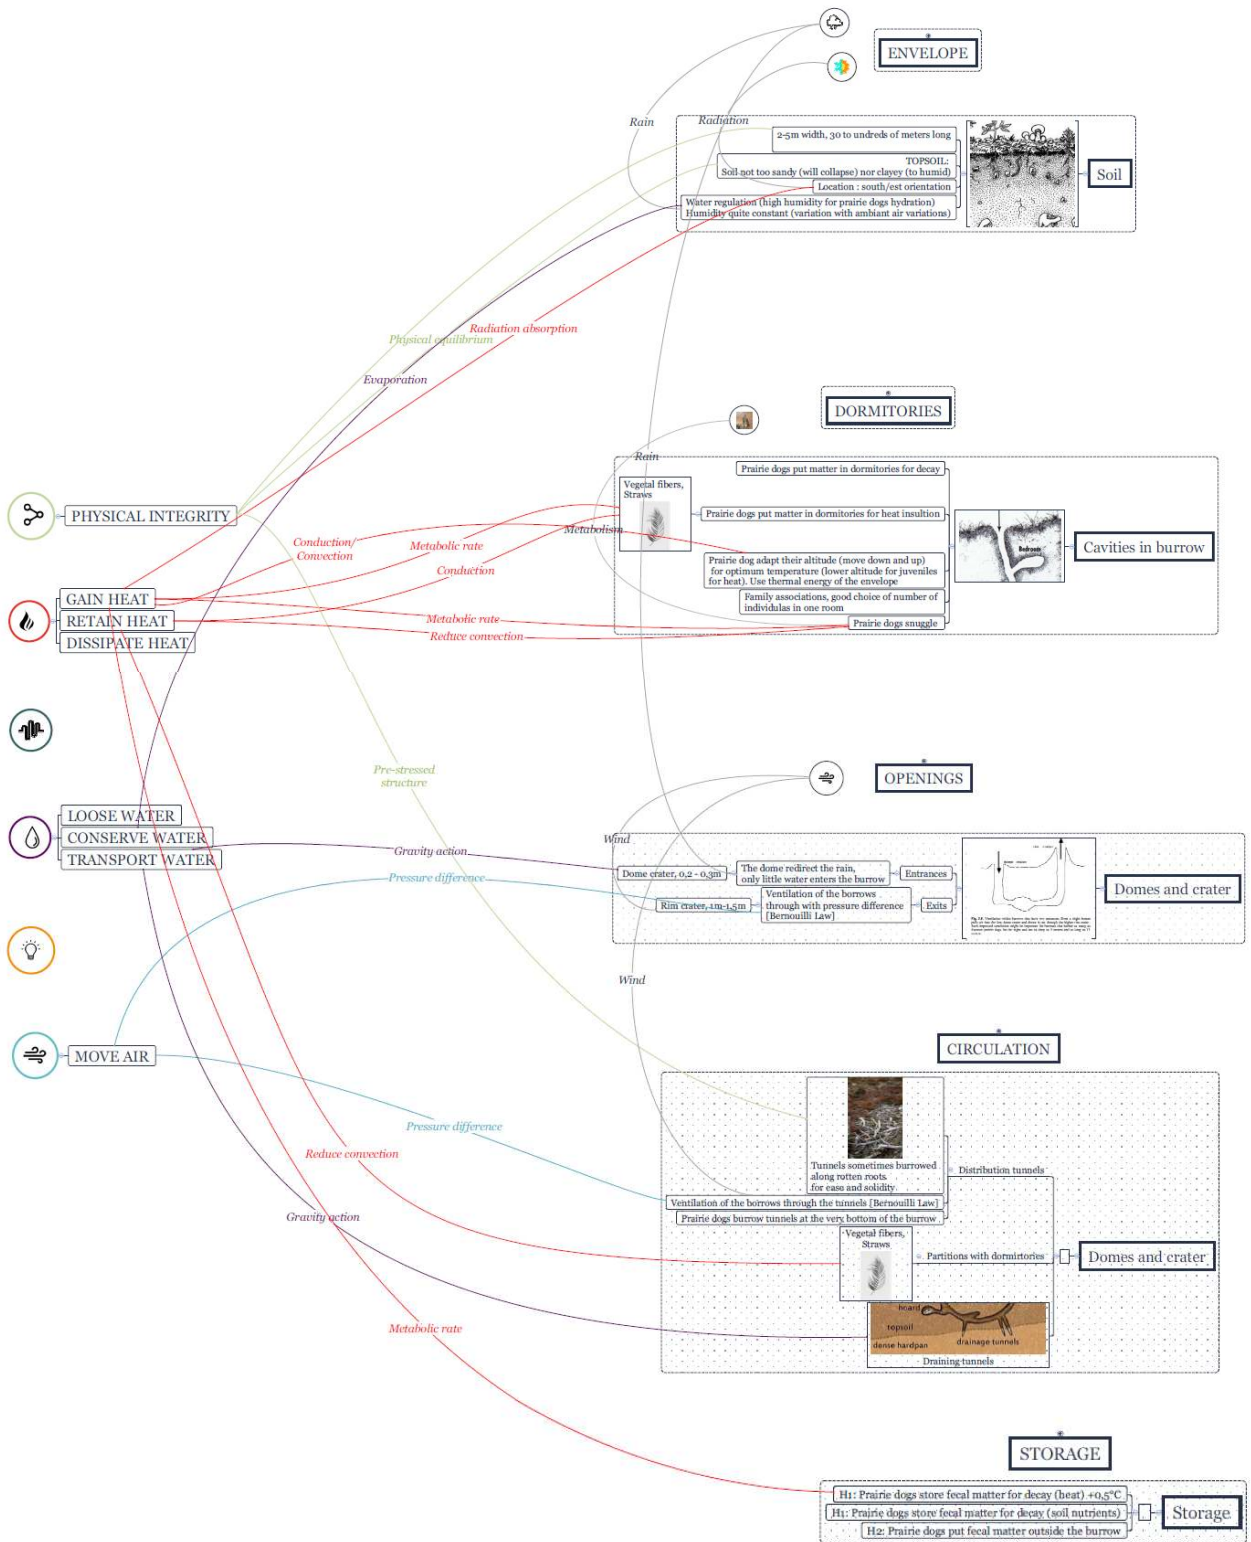 ENVELOPE
Rain
Radiation
2-5m width, 30 to undreds of meters long
TOPSOIL:
Soil not too sandy (will collapse) nor clayey (to humid)
Location : south/est orientation
Water regulation (high humidity for prairie dogs hydration)
Humidity quite constant (variation with ambiant air variations)
Soil
Radiation absorption
Physical equilibrium
Evaporation
DORMITORIES
Rain
Prairie dogs put matter in dormitories for decay
Vegetal fibers,
Straws
Prairie dogs put matter in dormitories for heat insultion
Metabolism
Prairie dog adapt their altitude (move down and up)
for optimum temperature (lower altitude for juveniles
for heat). Use thermal energy of the envelope
Family associations, good choice of number of
individulas in one room
Prairie dogs snuggle
Bedroom
Cavities in burrow
PHYSICAL INTEGRITY
Conduction/
Convection
Metabolic rate
Conduction
GAIN HEAT
RETAIN HEAT
DISSIPATE HEAT
Metabolic rate
Reduce convection
Pre-stressed
structure
OPENINGS
Wind
LOOSE WATER
CONSERVE WATER
TRANSPORT WATER
Gravity action
Pressure difference
Dome crater, 0,2 - 0,3m
The dome redirect the rain,
only little water enters the burrow
Entrances
Rim crater, 1m-1,5m
Ventilation of the borrows
through with pressure difference
[Bernouilli Law]
Exits
Domes and crater
Wind
MOVE AIR
CIRCULATION
Pressure difference
Reduce convection
Gravity action
Tunnels sometimes burrowed
along rotten roots
for ease and solidity
Distribution tunnels
Ventilation of the borrows through the tunnels [Bernouilli Law]
Prairie dogs burrow tunnels at the very bottom of the burrow
Vegetal fibers,
Straws
Partitions with dormirtories
Domes and crater
hoard
topsoil
dense hardpan
drainage tunnels
Draining tunnels
Metabolic rate
STORAGE
H1: Prairie dogs store fecal matter for decay (heat) +0,5°C
H1: Prairie dogs store fecal matter for decay (soil nutrients)
H2: Prairie dogs put fecal matter outside the burrow
Storage